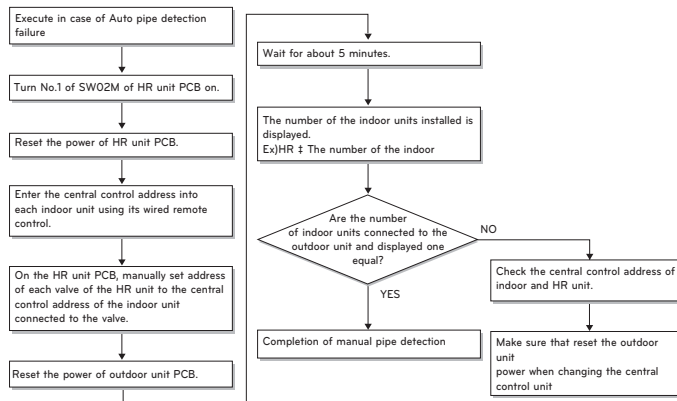 Execute in case of Auto pipe detection
failure
Turn No.1 of SW02M of HR unit PCB on.
Reset the power of HR unit PCB.
Enter the central control address into
each indoor unit using its wired remote
control.
On the HR unit PCB, manually set address
of each valve of the HR unit to the central
control address of the indoor unit
connected to the valve.
Reset the power of outdoor unit PCB.
Wait for about 5 minutes.
The number of the indoor units installed is
displayed.
Ex)HR ‡ The number of the indoor
Are the number
of indoor units connected to the
outdoor unit and displayed one
equal?
NO
YES
Completion of manual pipe detection
Check the central control address of
indoor and HR unit.
Make sure that reset the outdoor
unit
power when changing the central
control unit